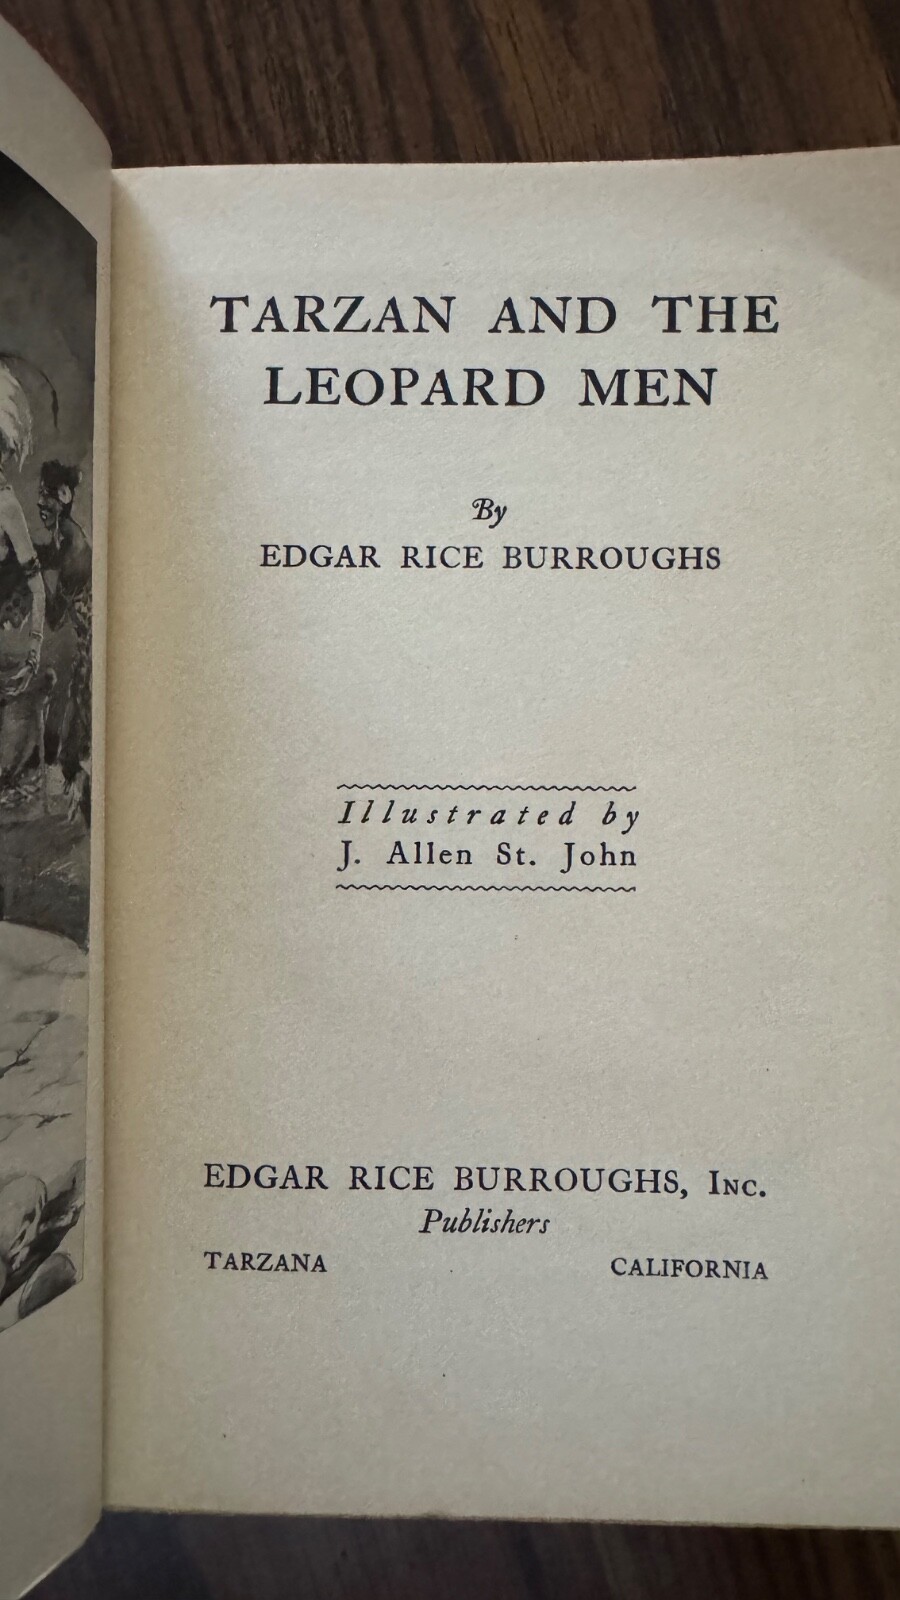 TARZAN AND THE
LEOPARD MEN
By
EDGAR RICE BURROUGHS
Illustrated by
J. Allen St. John
EDGAR RICE BURROUGHS, INC.
Publishers
TARZANA CALIFORNIA